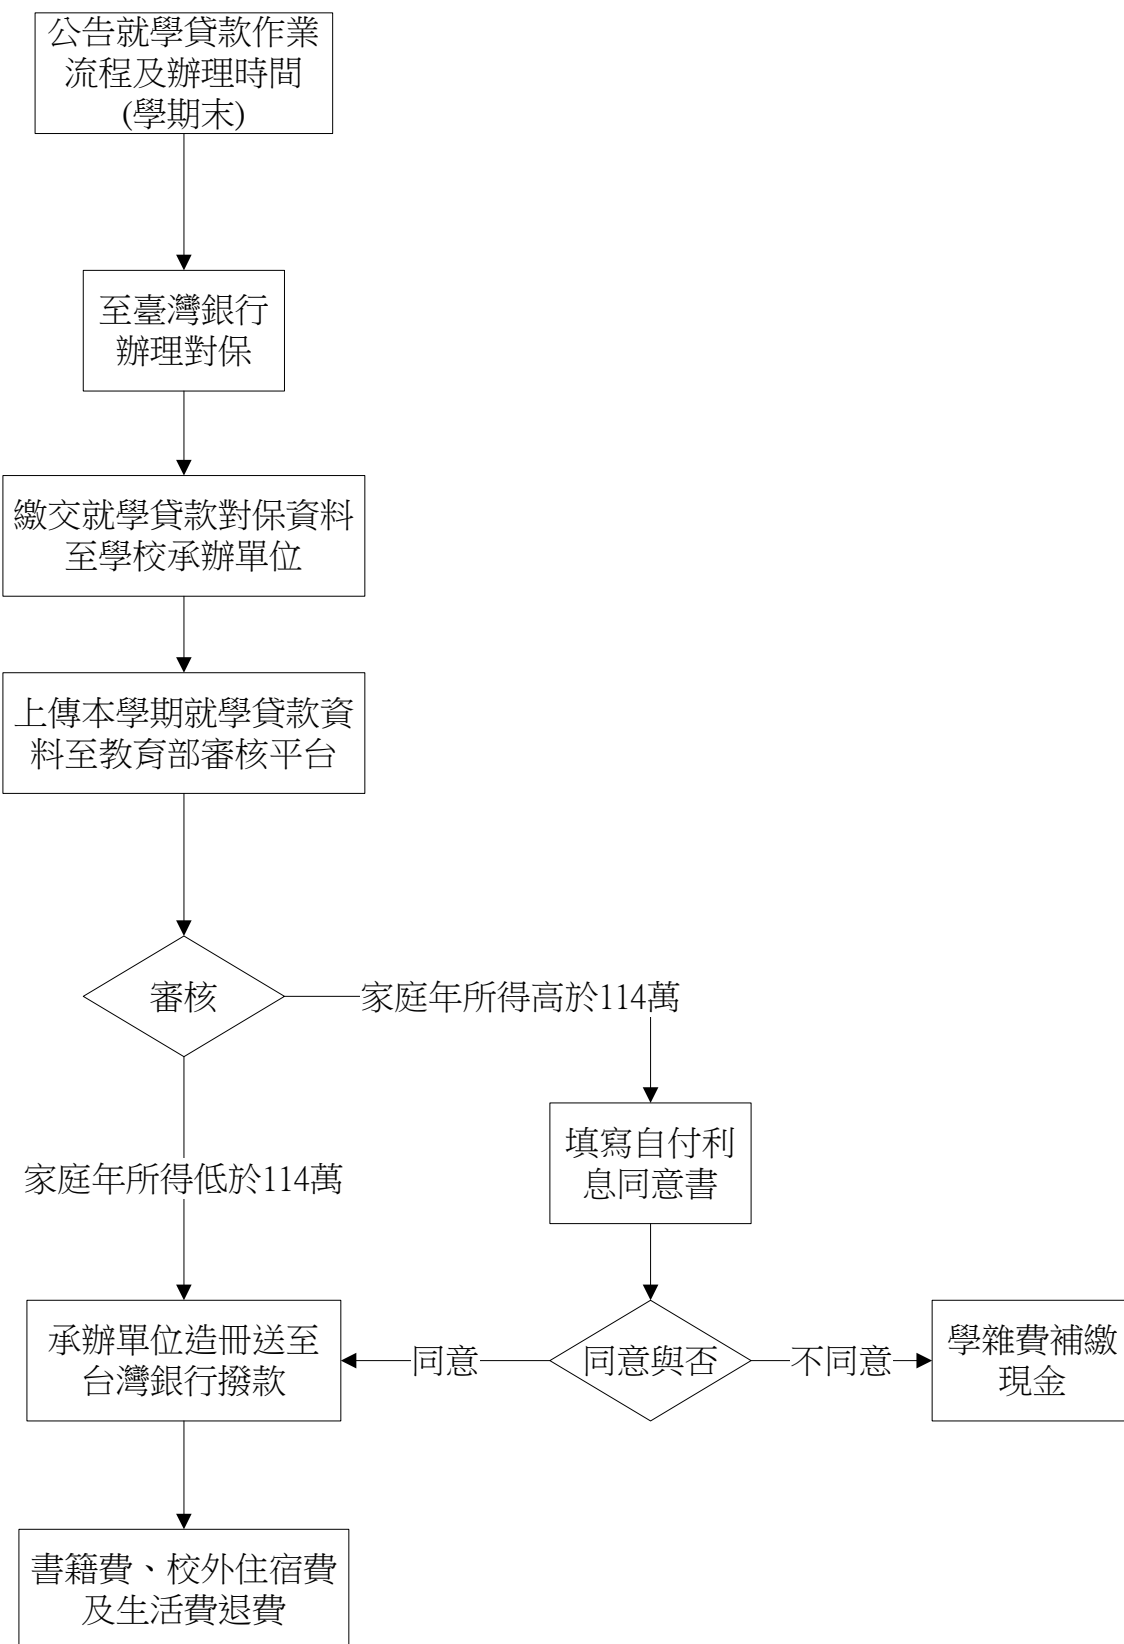 公告就學貸款作業
流程及辦理時間
(學期末)
至臺灣銀行
辦理對保
繳交就學貸款對保資料
至學校承辦單位
上傳本學期就學貸款資
料至教育部審核平台
審核
家庭年所得高於114萬
填寫自付利
息同意書
家庭年所得低於114萬
承辦單位造冊送至
台灣銀行撥款
同意
同意與否
不同意
學雜費補繳
現金
書籍費、校外住宿費
及生活費退費